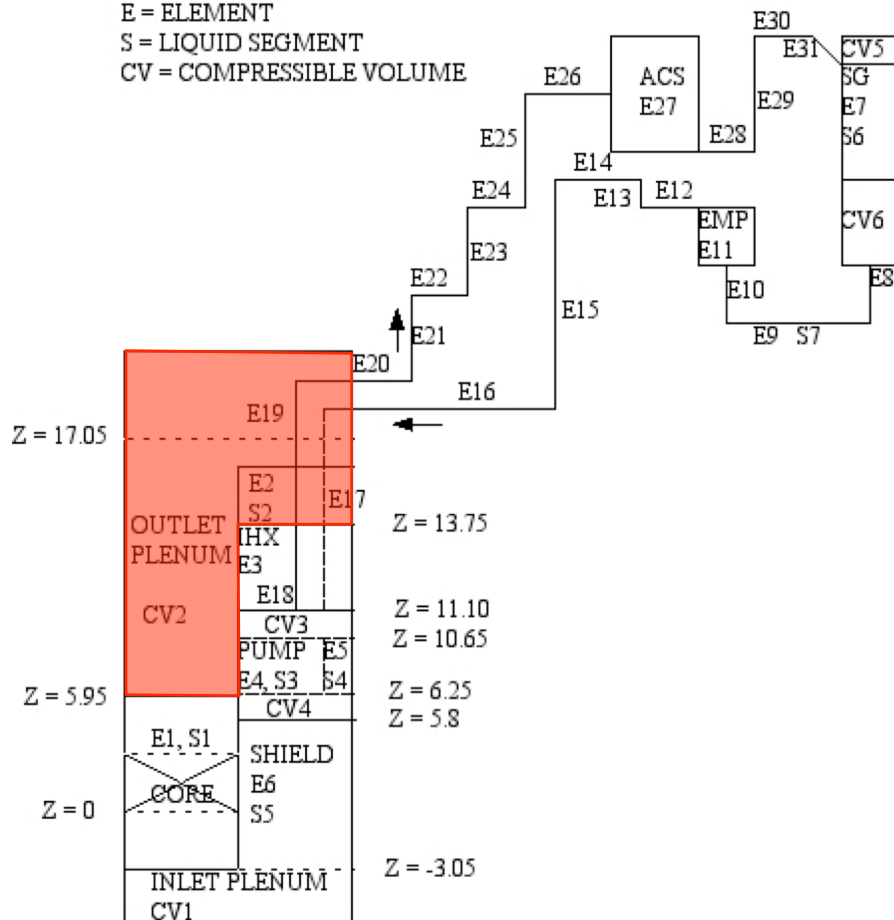 E = ELEMENT
S = LIQUID SEGMENT
CV = COMPRESSIBLE VOLUME
E30
E31
CV5
E26
ACS
E27
E29
SG
E7
S6
E25
E28
E14
E24
E13
E12
EMP
E11
CV6
E23
E22
E10
E8
E15
E21
E9 S7
E20
E16
E19
Z = 17.05
E2
S2
E17
OUTLET
PLENUM
Z = 13.75
IHX
E3
E18
CV2
Z = 11.10
CV3
Z = 10.65
PUMP
E5
E4, S3
S4
Z = 5.95
Z = 6.25
CV4
Z = 5.8
E1, S1
SHIELD
E6
S5
CORE
Z = 0
Z = -3.05
INLET PLENUM
CV1